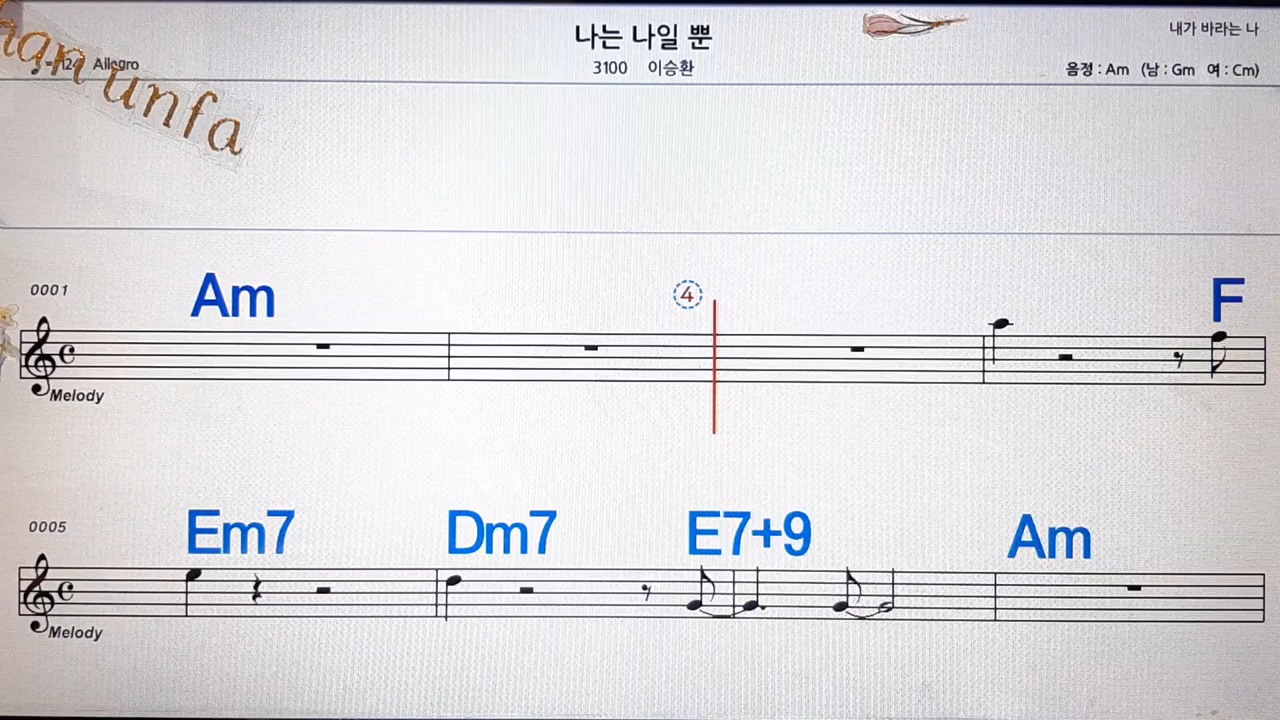 나는 나일 뿐
내가 바라는 나
Allegro
3100 이승환
음정 : Am (남 : Gm 여 : Cm)
unfa
0001
Am
4
F
Melody
0005
Em7
Dm7
E7+9
Am
Melody